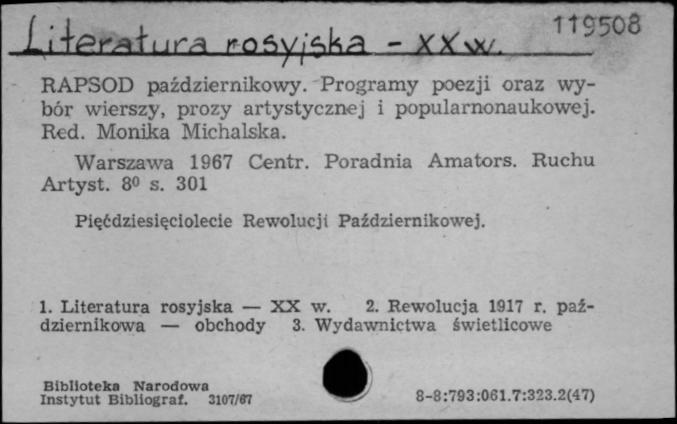 119508
Literatura rosyjska - XX w.
RAPSOD październikowy. Programy poezji oraz wy-
bór wierszy, prozy artystycznej i popularnonaukowej.
Red. Monika Michalska.
Warszawa 1967 Centr. Poradnia Amators. Ruchu
Artyst. 8⁰ s. 301
Pięćdziesięciolecie Rewolucji Październikowej.
1. Literatura rosyjska — XX w. 2. Rewolucja 1917 r. paź-
dziernikowa — obchody 3. Wydawnictwa świetlicowe
Biblioteka Narodowa
Instytut Bibliograf. 3107/67
8-8:793:061.7:323.2(47)